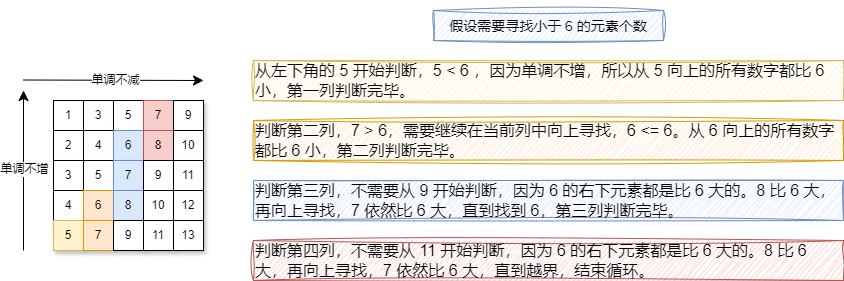 假设需要寻找小于 6 的元素个数
单调不减
单调不增
1 3 5 7 9
2 4 6 8 10
3 5 7 9 11
4 6 8 10 12
5 7 9 11 13
从左下角的 5 开始判断，5 < 6 ，因为单调不增，所以从 5 向上的所有数字都比 6
小，第一列判断完毕。
判断第二列，7 > 6，需要继续在当前列中向上寻找，6 <= 6。从 6 向上的所有数字
都比 6 小，第二列判断完毕。
判断第三列，不需要从 9 开始判断，因为 6 的右下元素都是比 6 大的。8 比 6 大，
再向上寻找，7 依然比 6 大，直到找到 6，第三列判断完毕。
判断第四列，不需要从 11 开始判断，因为 6 的右下元素都是比 6 大的。8 比 6
大，再向上寻找，7 依然比 6 大，直到越界，结束循环。